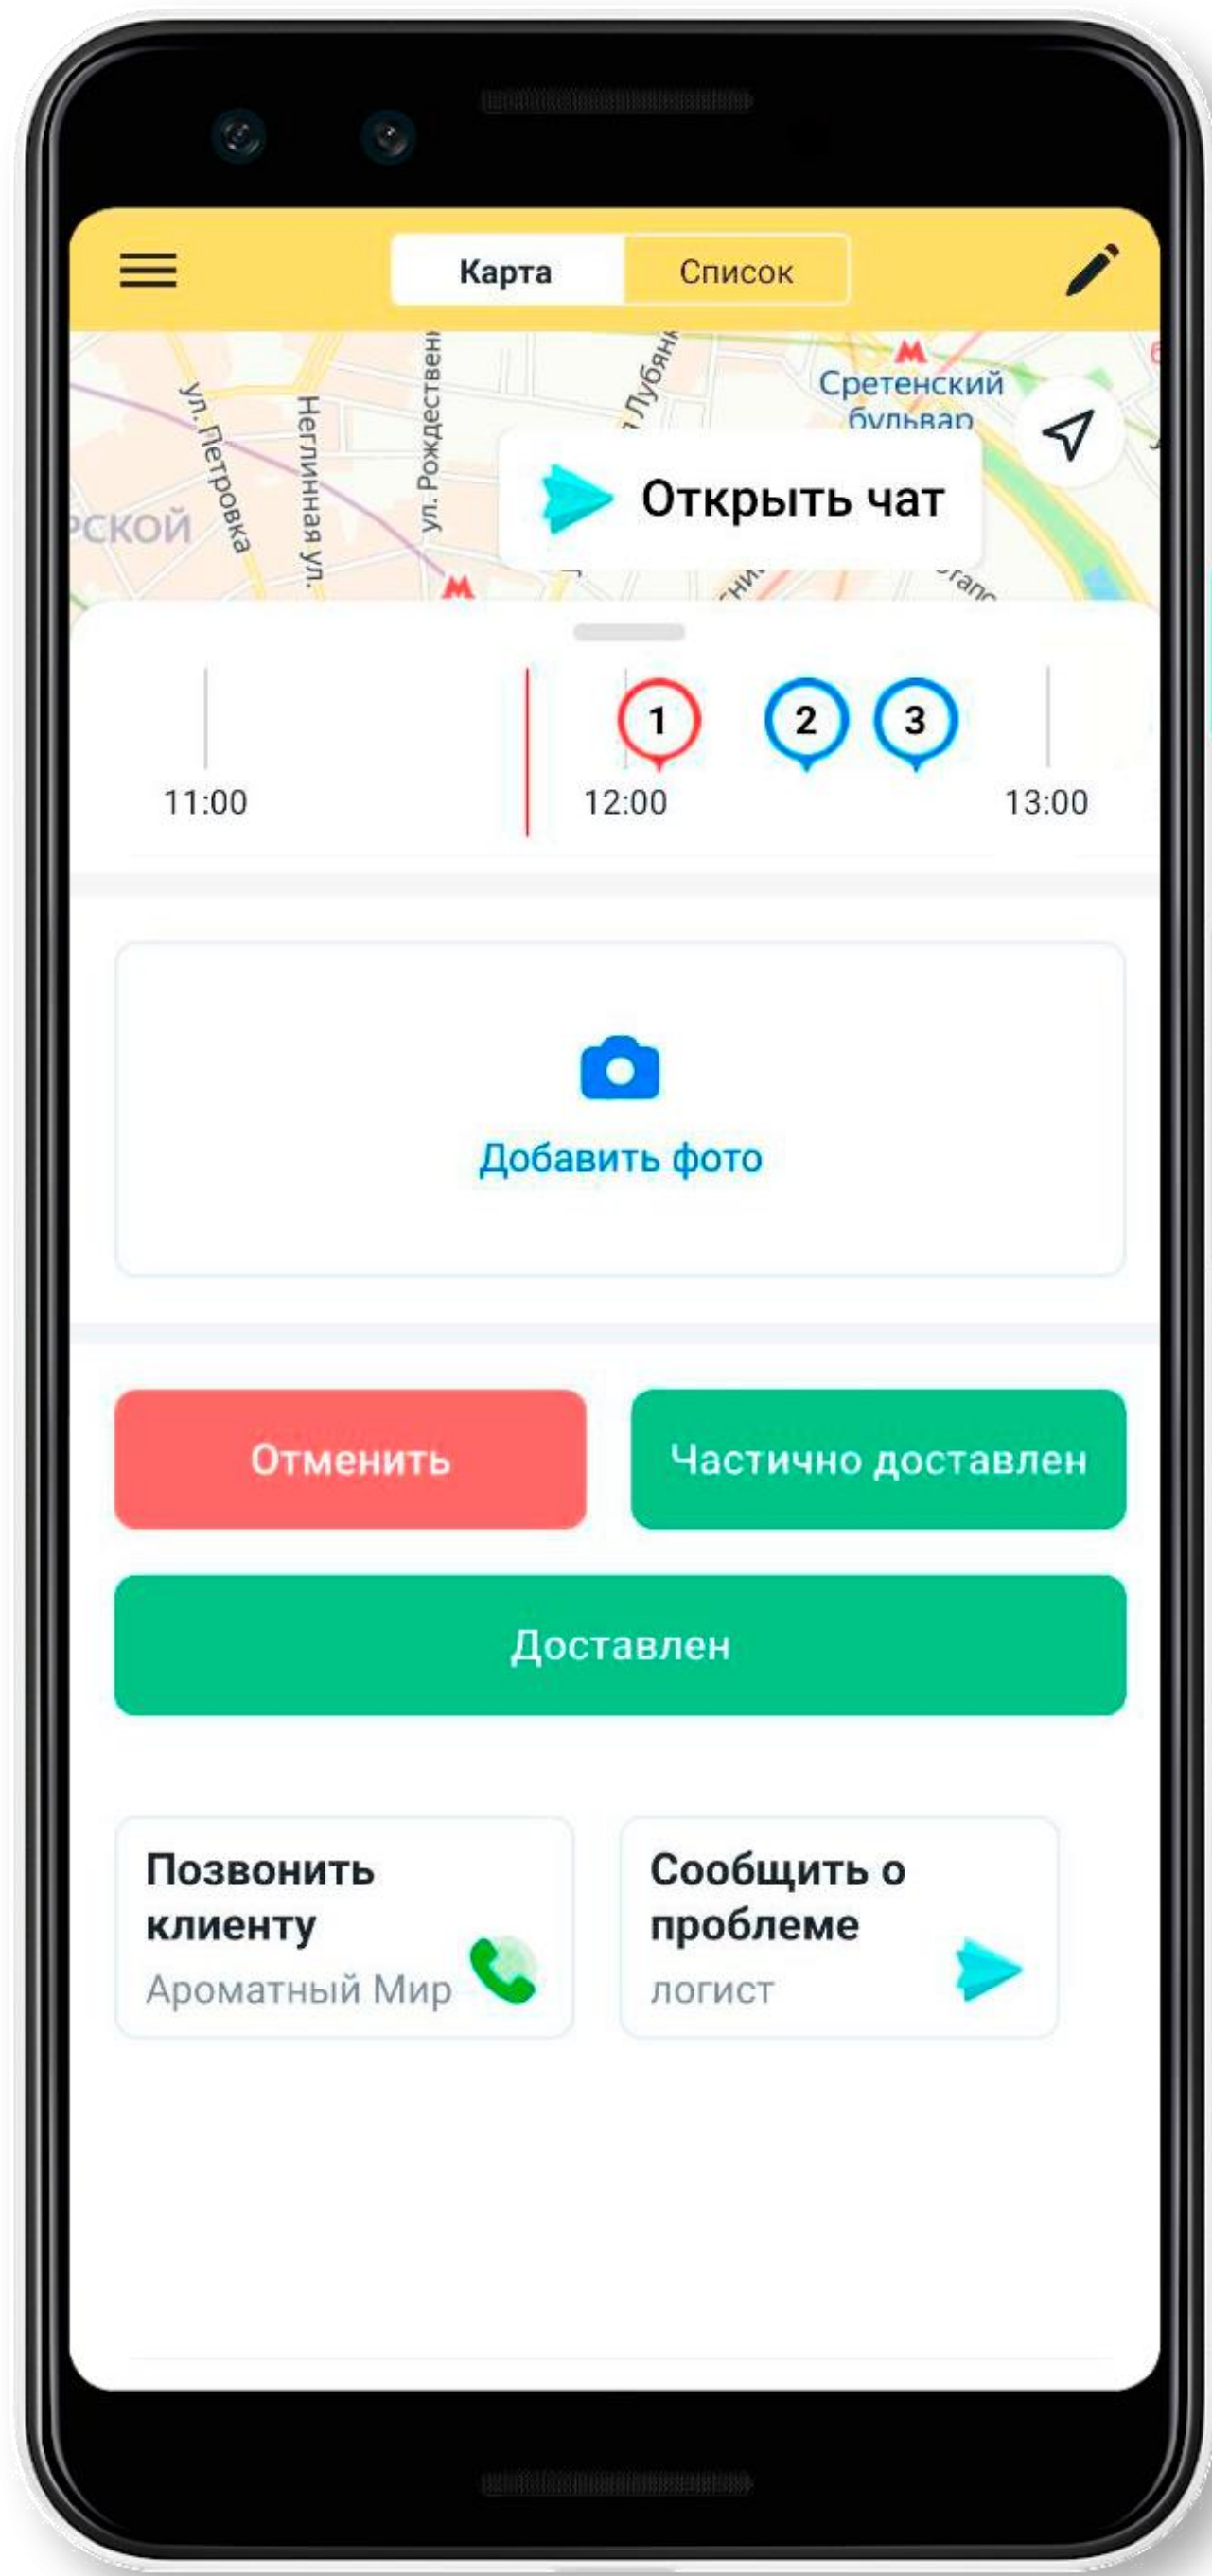 Карта
Список
ул. Петровка
Неглинная ул.
ул.
Сретенский
бульвар
Открыть чат
1
2
3
11:00
12:00
13:00
Добавить фото
Отменить
Частично доставлен
Доставлен
Позвонить
клиенту
Ароматный Мир
Сообщить о
проблеме
логист